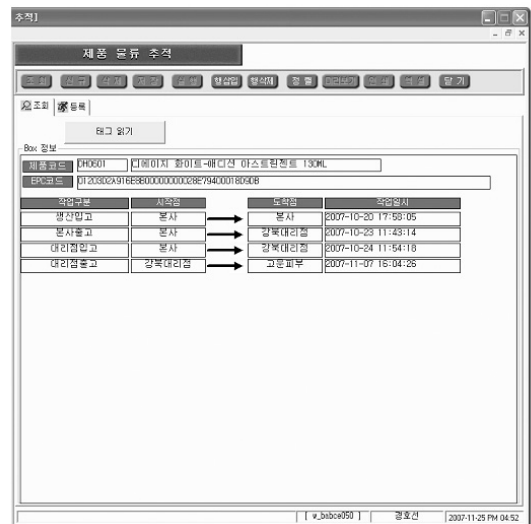 추적]
제품 물류 추적
조 회 신 규 삭 제 저 장 실 행 행삽입 행삭제 정 렬 미리보기 인 쇄 엑 셀 닫 기
조회 등록
태그 읽기
Box 정보
제품코드 OH0601 디에이지 화이트-애디션 아스트린젠트 130ML
EPC코드
작업구분 시작점 도착점 작업일시
생산입고 본사 본사 2007-10-20 17:58:05
본사출고 본사 강북대리점 2007-10-23 11:43:14
대리점입고 본사 강북대리점 2007-10-24 11:54:18
대리점출고 강북대리점 고운피부 2007-11-07 16:04:26
[ w_bsbce050 ] 경호선 2007-11-25 PM 04:52